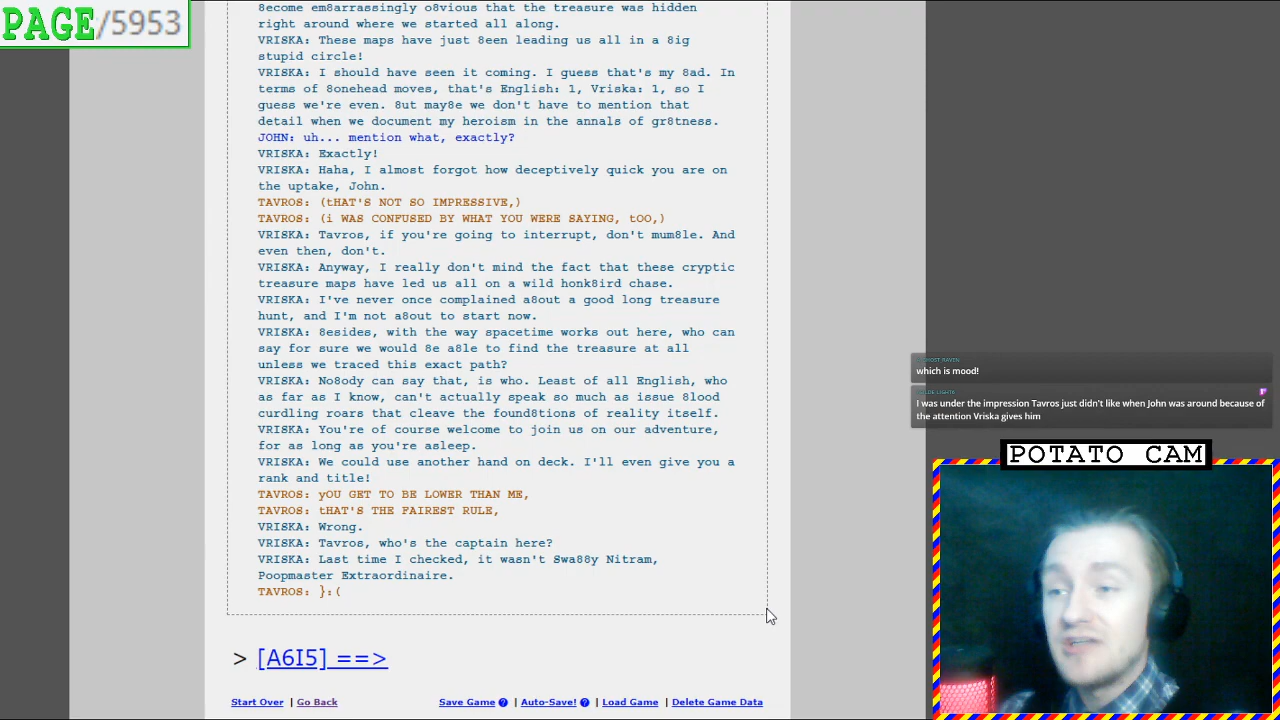 PAGE/5953
8ecome em8arrassingly o8vious that the treasure was hidden
right around where we started all along.
VRISKA: These maps have just 8een leading us all in a 8ig
stupid circle!
VRISKA: I should have seen it coming. I guess that's my 8ad. In
terms of 8onehead moves, that's English: 1, Vriska: 1, so I
guess we're even. 8ut may8e we don't have to mention that
detail when we document my heroism in the annals of gr8tness.
JOHN: uh... mention what, exactly?
VRISKA: Exactly!
VRISKA: Haha, I almost forgot how deceptively quick you are on
the uptake, John.
TAVROS: (tHAT'S NOT SO IMPRESSIVE,)
TAVROS: (i WAS CONFUSED BY WHAT YOU WERE SAYING, tOO,)
VRISKA: Tavros, if you're going to interrupt, don't mum8le. And
even then, don't.
VRISKA: Anyway, I really don't mind the fact that these cryptic
treasure maps have led us all on a wild honk8ird chase.
VRISKA: I've never once complained a8out a good long treasure
hunt, and I'm not a8out to start now.
VRISKA: 8esides, with the way spacetime works out here, who can
say for sure we would 8e a8le to find the treasure at all
unless we traced this exact path?
VRISKA: No8ody can say that, is who. Least of all English, who
as far as I know, can't actually speak so much as issue 8lood
curdling roars that cleave the found8tions of reality itself.
VRISKA: You're of course welcome to join us on our adventure,
for as long as you're asleep.
VRISKA: We could use another hand on deck. I'll even give you a
rank and title!
TAVROS: yOU GET TO BE LOWER THAN ME,
TAVROS: tHAT'S THE FAIREST RULE,
VRISKA: Wrong.
VRISKA: Tavros, who's the captain here?
VRISKA: Last time I checked, it wasn't Swa88y Nitram,
Poopmaster Extraordinaire.
TAVROS: }:(
> [A6I5] ==>
Start Over | Go Back Save Game ? | Auto-Save! ? | Load Game | Delete Game Data
which is mood!
I was under the impression Tavros just didn't like when John was around because of
the attention Vriska gives him
POTATO CAM